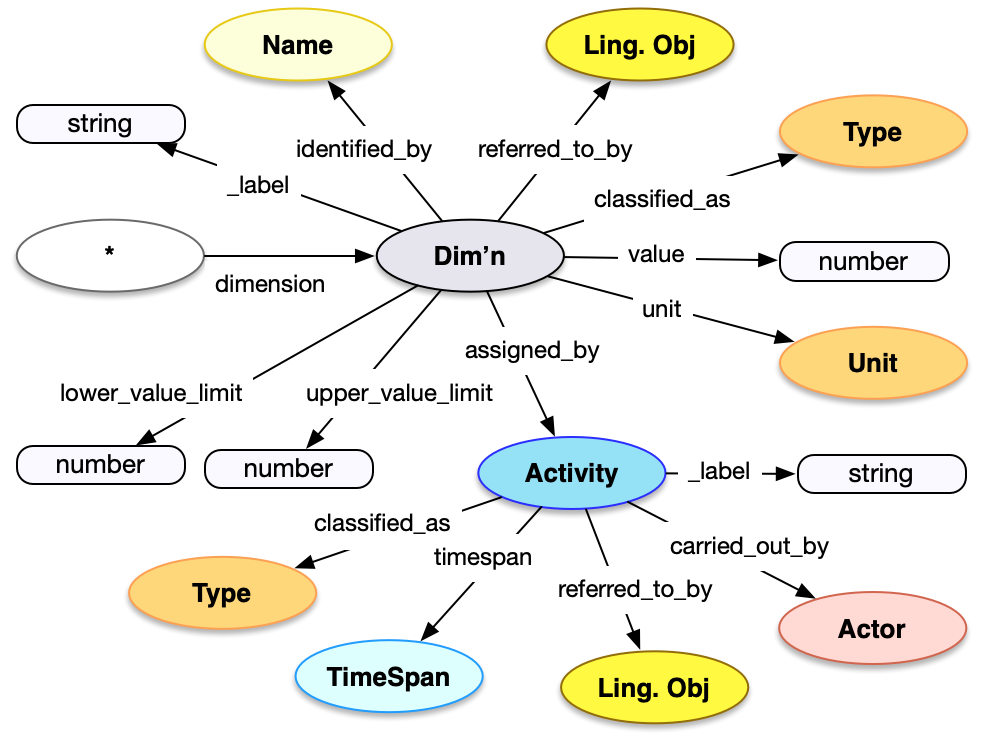 Name
Ling. Obj
string
Type
identified_by
referred_to_by
_label
classified_as
*
Dim’n
value
number
dimension
unit
assigned_by
Unit
lower_value_limit
upper_value_limit
number
number
Activity
_label
string
classified_as
timespan
carried_out_by
Type
referred_to_by
Actor
TimeSpan
Ling. Obj